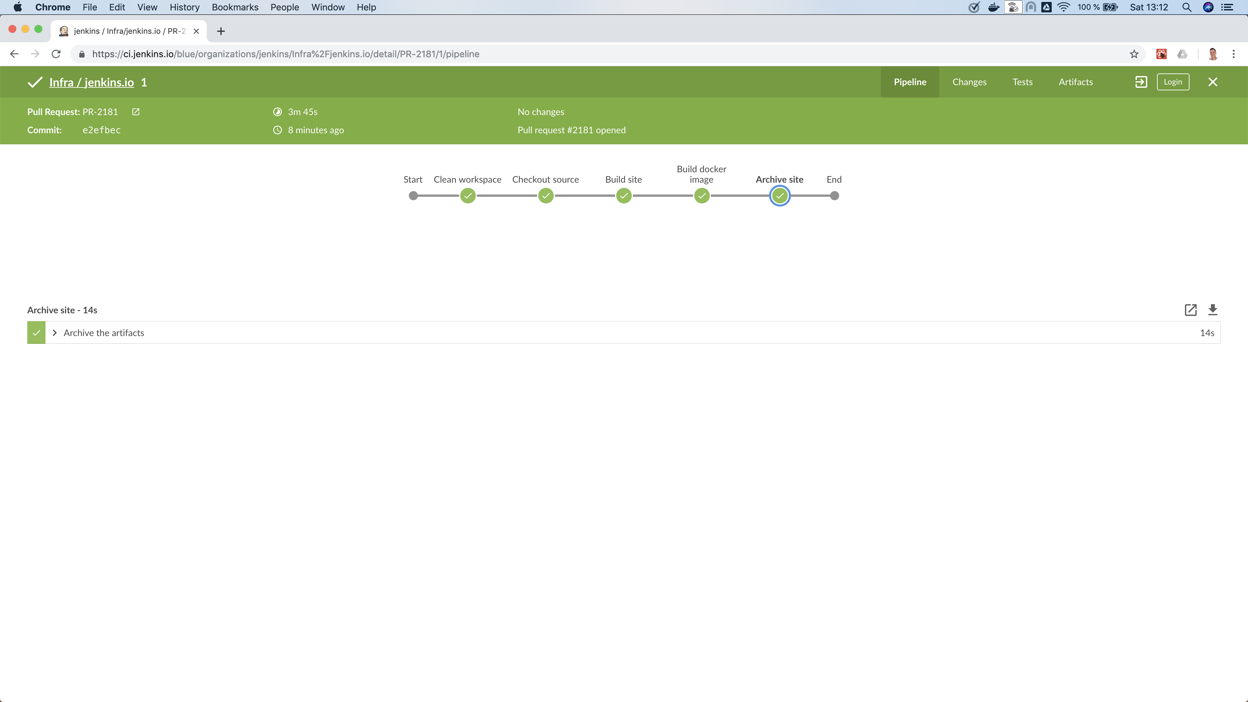 Chrome File Edit View History Bookmarks People Window Help 100 % Sat 13:12
jenkins / Infra/jenkins.io / PR-2
https://ci.jenkins.io/blue/organizations/jenkins/Infra%2Fjenkins.io/detail/PR-2181/1/pipeline
Infra / jenkins.io 1 Pipeline Changes Tests Artifacts Login
Pull Request: PR-2181 3m 45s No changes
Commit: e2efbec 8 minutes ago Pull request #2181 opened
Build docker
Start Clean workspace Checkout source Build site image Archive site End
Archive site - 14s
Archive the artifacts 14s